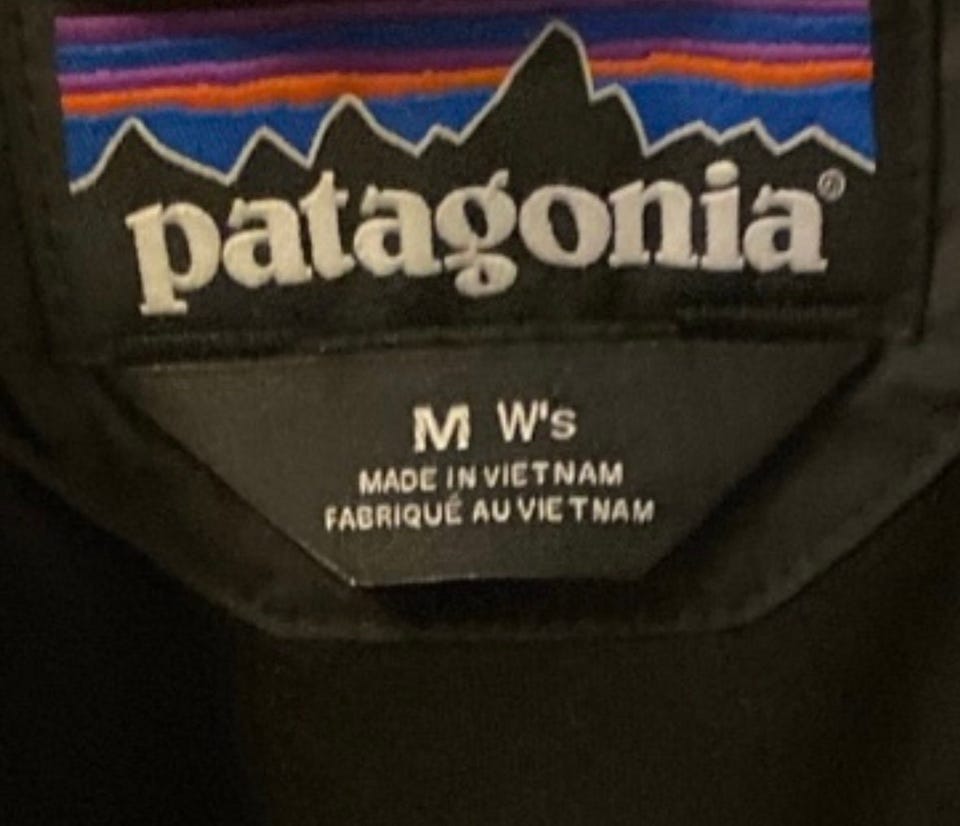 patagonia®
M W's
MADE IN VIETNAM
FABRIQUÉ AU VIETNAM